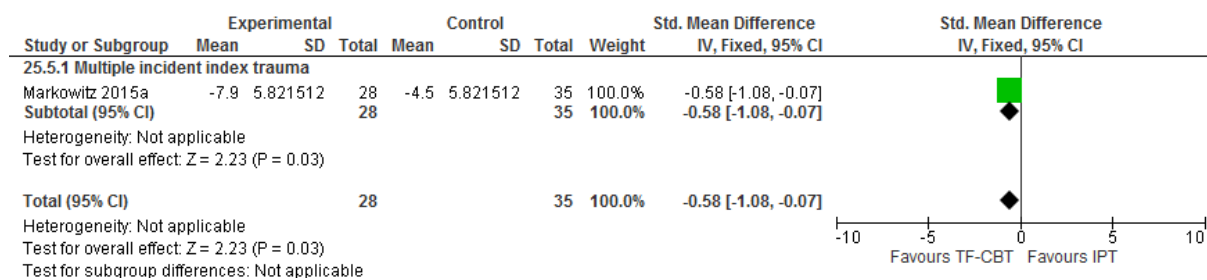 Experimental Control Std. Mean Difference Std. Mean Difference
Study or Subgroup Mean SD Total Mean SD Total Weight IV, Fixed, 95% CI IV, Fixed, 95% CI
25.5.1 Multiple incident index trauma
Markowitz 2015a -7.9 5.821512 28 -4.5 5.821512 35 100.0% -0.58 [-1.08, -0.07]
Subtotal (95% CI) 28 35 100.0% -0.58 [-1.08, -0.07]
Heterogeneity: Not applicable
Test for overall effect: Z = 2.23 (P = 0.03)
Total (95% CI) 28 35 100.0% -0.58 [-1.08, -0.07]
Heterogeneity: Not applicable
Test for overall effect: Z = 2.23 (P = 0.03)
Test for subgroup differences: Not applicable
-10 -5 0 5 10
Favours TF-CBT Favours IPT